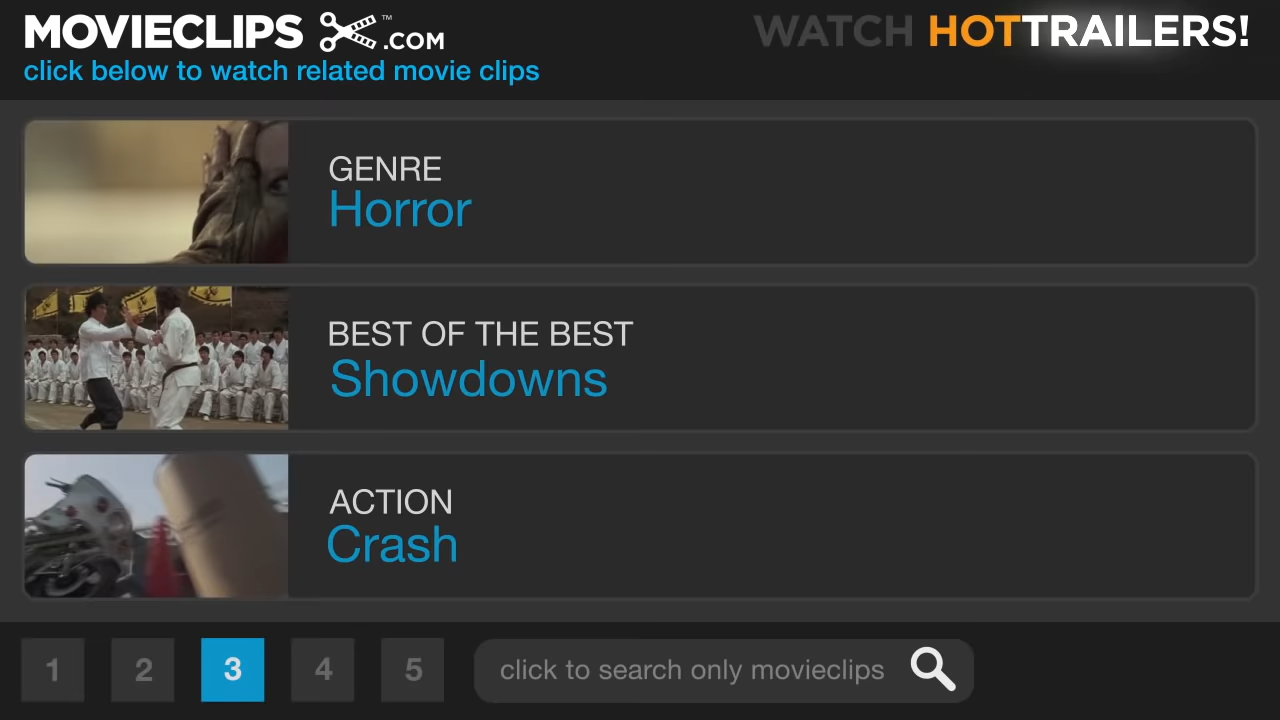 MOVIECLIPS ™ .COM
WATCH HOTTRAILERS!
click below to watch related movie clips
GENRE
Horror
BEST OF THE BEST
Showdowns
ACTION
Crash
1 2 3 4 5
click to search only movieclips